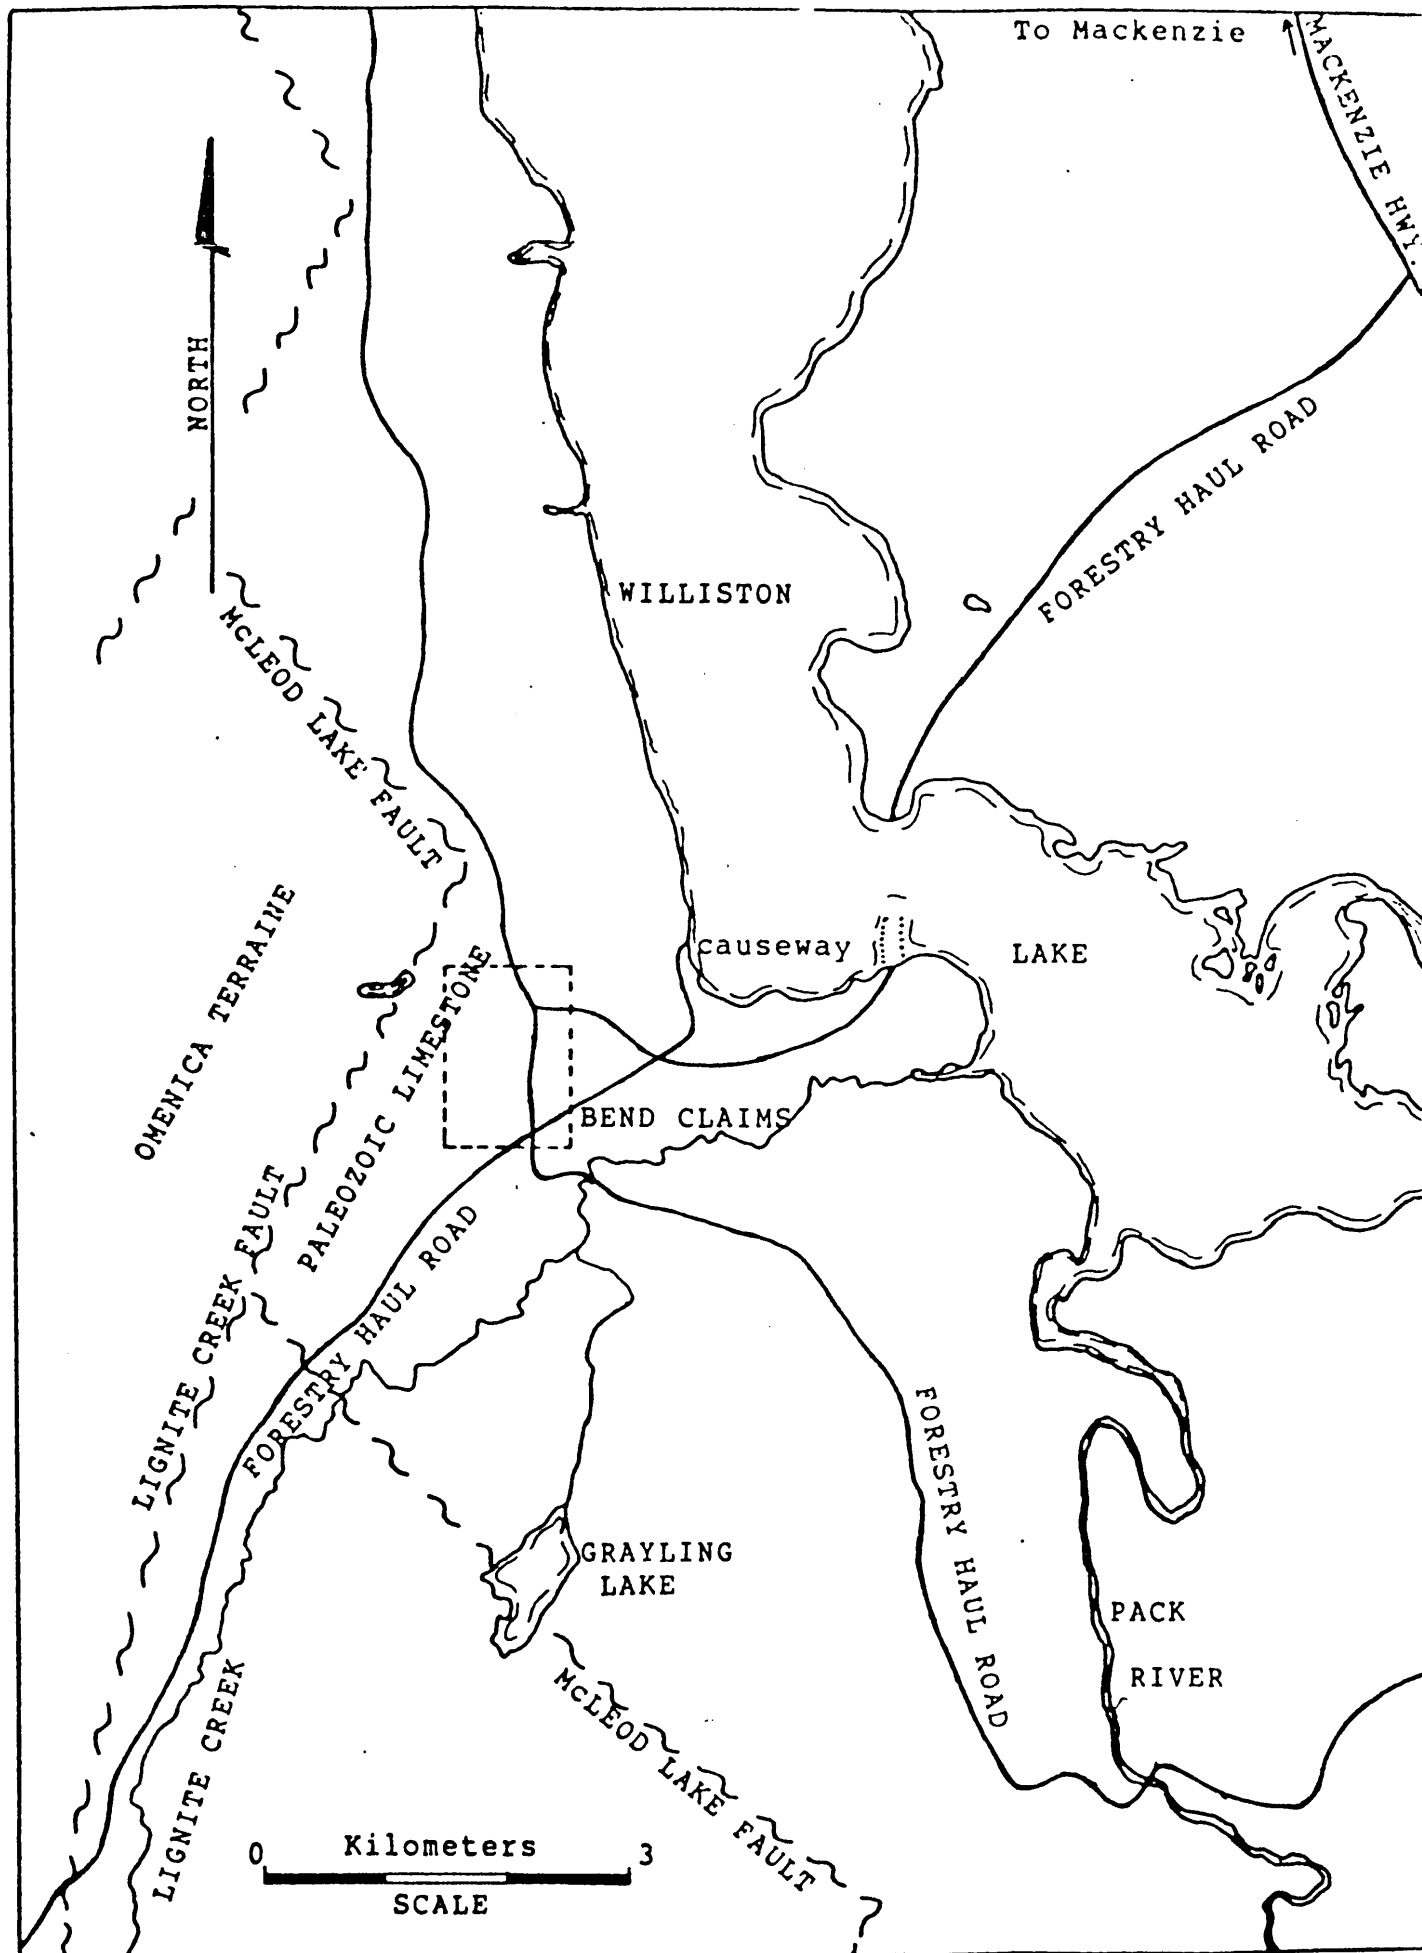 To Mackenzie
MACKENZIE HWY.
NORTH
FORESTRY HAUL ROAD
WILLISTON
McLEOD LAKE FAULT
causeway
LAKE
OMENICA TERRAINE
PALEOZOIC LIMESTONE
BEND CLAIMS
LIGNITE CREEK FAULT
FORESTRY HAUL ROAD
FORESTRY HAUL ROAD
GRAYLING
LAKE
PACK
RIVER
LIGNITE CREEK
McLEOD LAKE FAULT
0 Kilometers 3
SCALE